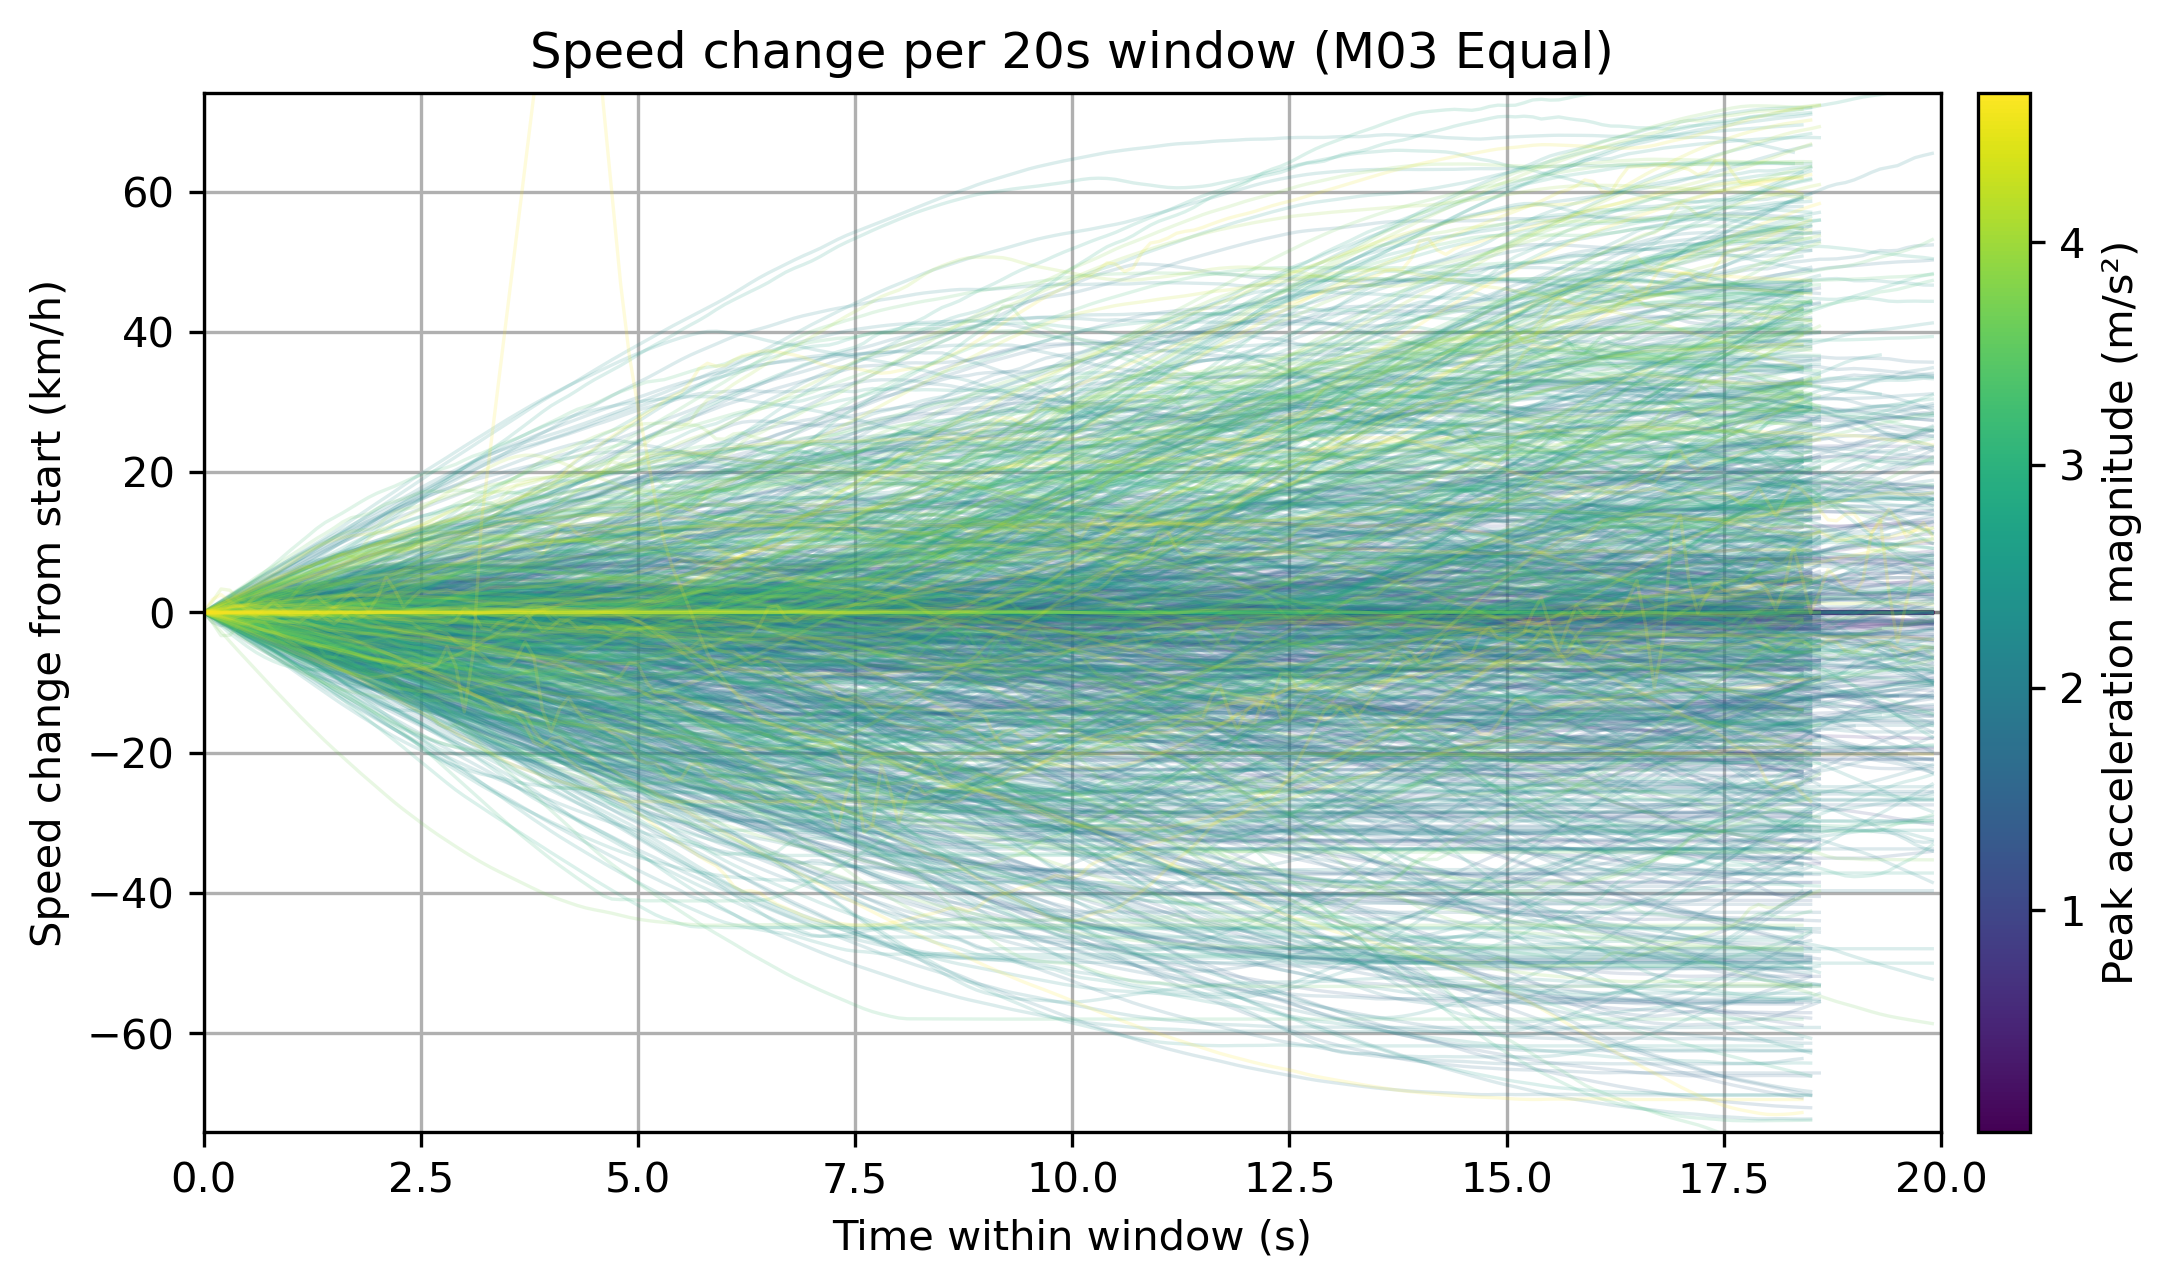 Speed change per 20s window (M03 Equal)
Speed change from start (km/h)
60
40
20
0
−20
−40
−60
0.0 2.5 5.0 7.5 10.0 12.5 15.0 17.5 20.0
Time within window (s)
4
3
2
1
Peak acceleration magnitude (m/s²)